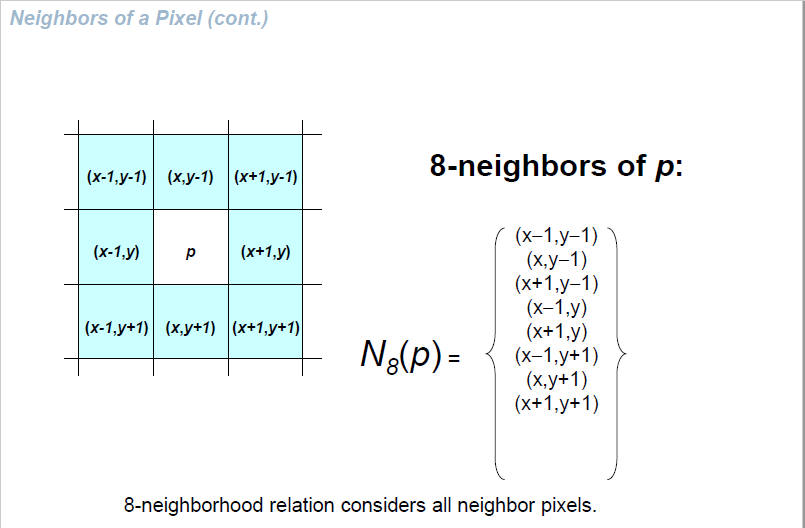 Neighbors of a Pixel (cont.)
(x-1,y-1) (x,y-1) (x+1,y-1)
(x-1,y) p (x+1,y)
(x-1,y+1) (x,y+1) (x+1,y+1)
8-neighbors of p:
N8(p) =
(x−1,y−1)
(x,y−1)
(x+1,y−1)
(x−1,y)
(x+1,y)
(x−1,y+1)
(x,y+1)
(x+1,y+1)
8-neighborhood relation considers all neighbor pixels.